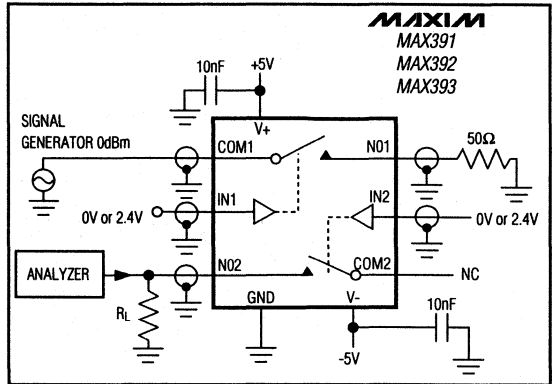 MAXIM
MAX391
MAX392
MAX393
+5V
10nF
SIGNAL
GENERATOR 0dBm
V+
COM1
N01
50Ω
IN1
IN2
0V or 2.4V
0V or 2.4V
ANALYZER
N02
COM2
NC
RL
GND
V-
10nF
-5V